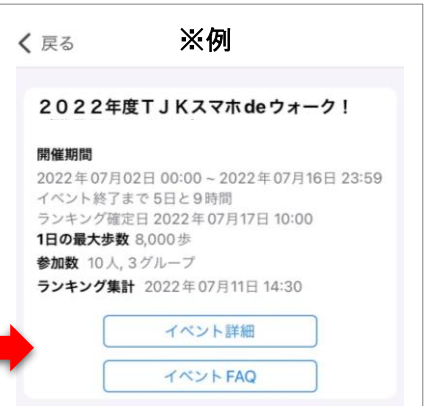 戻る
※例
2022年度TJKスマホdeウォーク！
開催期間
2022年07月02日 00:00 ~ 2022年07月16日 23:59
イベント終了まで 5日と9時間
ランキング確定日 2022年07月17日 10:00
1日の最大歩数 8,000歩
参加数 10人, 3グループ
ランキング集計 2022年07月11日 14:30
イベント詳細
イベントFAQ